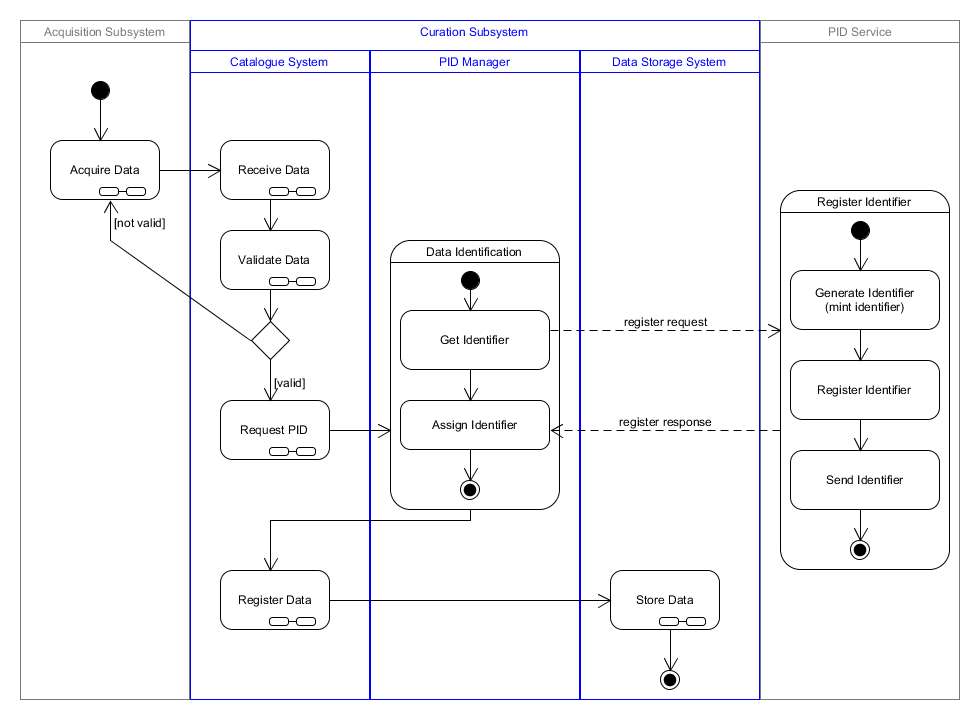 Acquisition Subsystem
Curation Subsystem
PID Service
Catalogue System
PID Manager
Data Storage System
Acquire Data
Receive Data
[not valid]
Validate Data
[valid]
Request PID
Data Identification
Get Identifier
Assign Identifier
register request
register response
Register Identifier
Generate Identifier
(mint identifier)
Register Identifier
Send Identifier
Register Data
Store Data